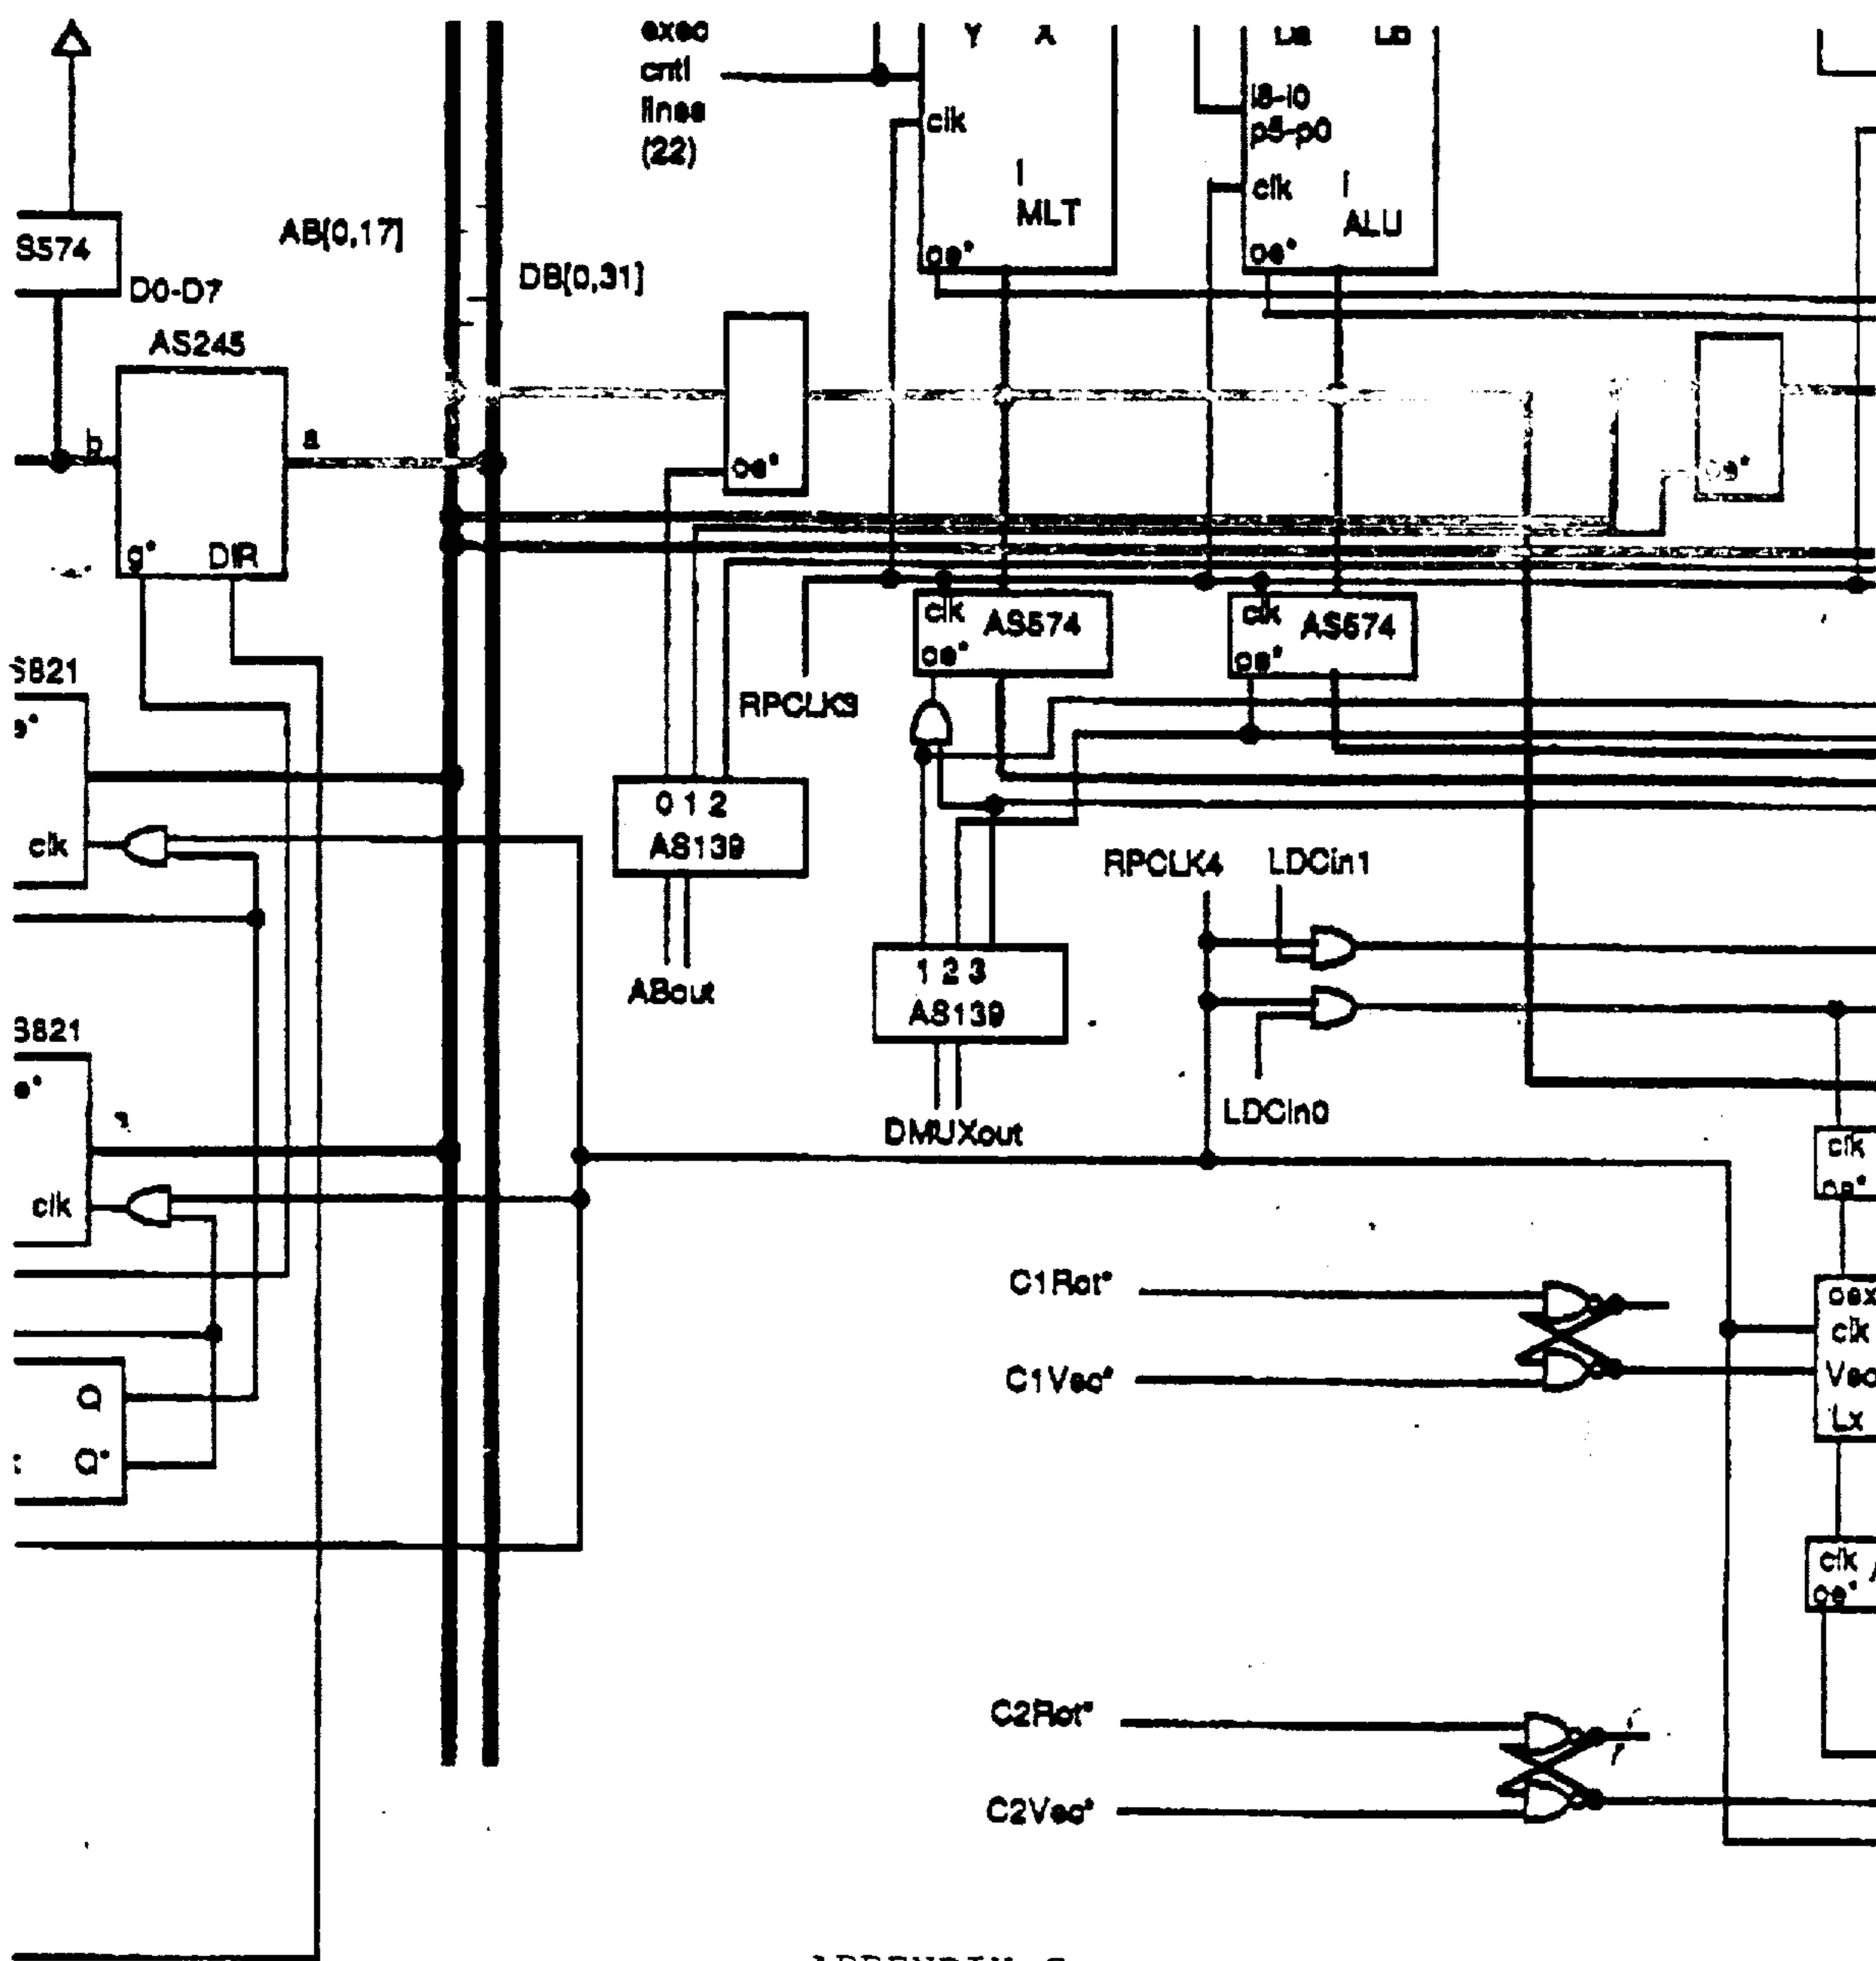 exec
cntl
lines
(22)
Y A
clk
MLT
oe*
Da Db
I8-I0
p5-p0
clk
ALU
oe*
S574
D0-D7
AB[0,17]
DB[0,31]
AS245
b
a
g*
DIR
oe*
oe*
clk AS574
oe*
clk AS574
oe*
RPCLK3
S821
e*
clk
0 1 2
AS139
ABout
1 2 3
AS139
DMUXout
RPCLK4 LDCin1
LDCin0
S821
e*
clk
clk
oe*
C1Rot*
C1Vec*
oex
clk
Vec
Lx
Q
Q*
clk
oe*
C2Rot*
C2Vec*